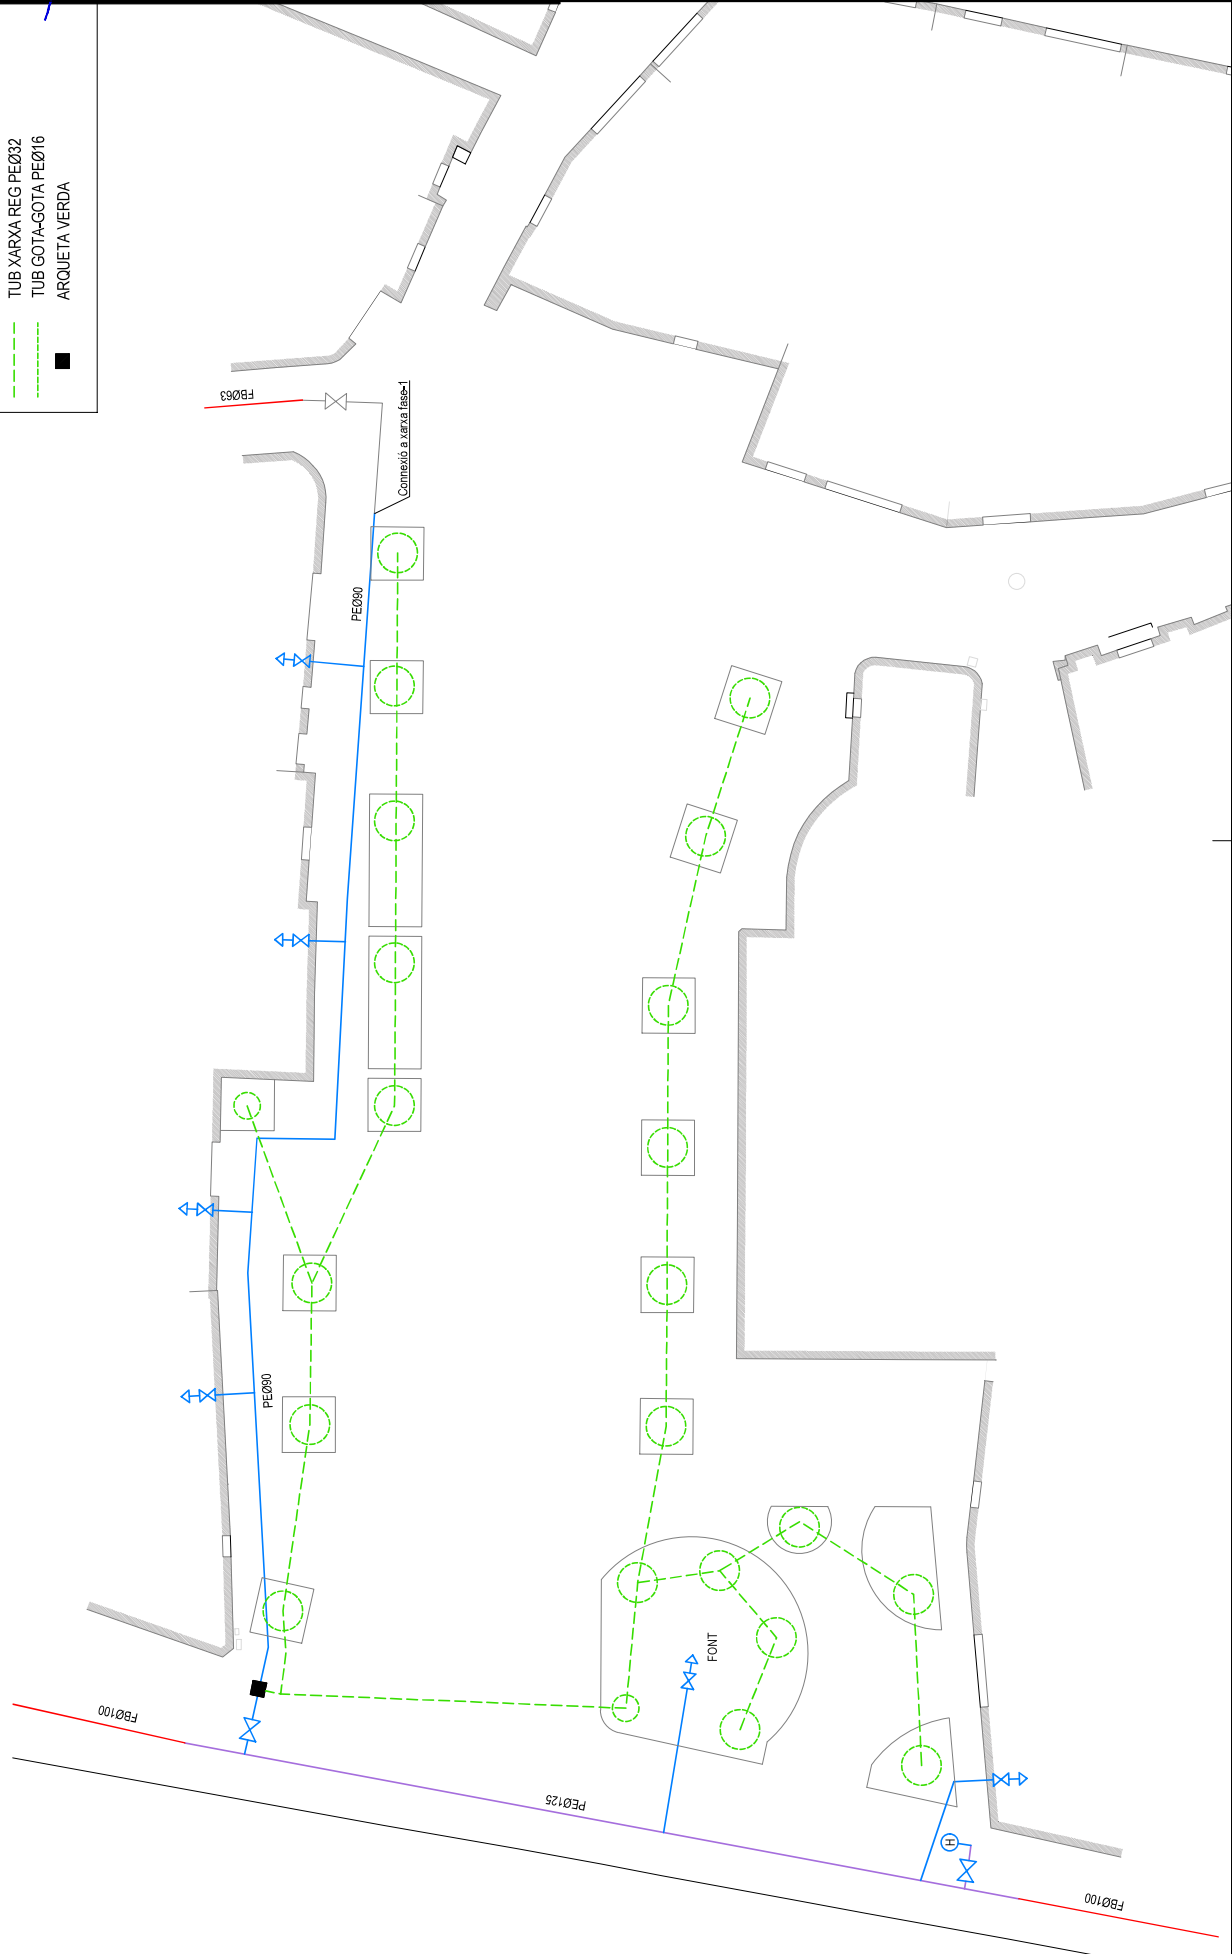 TUB XARXA REG PEØ32
TUB GOTA-GOTA PEØ16
ARQUETA VERDA
FBØ63
Connexió a xarxa fase-1
PEØ90
PEØ90
FONT
FBØ100
PEØ125
H
FBØ100